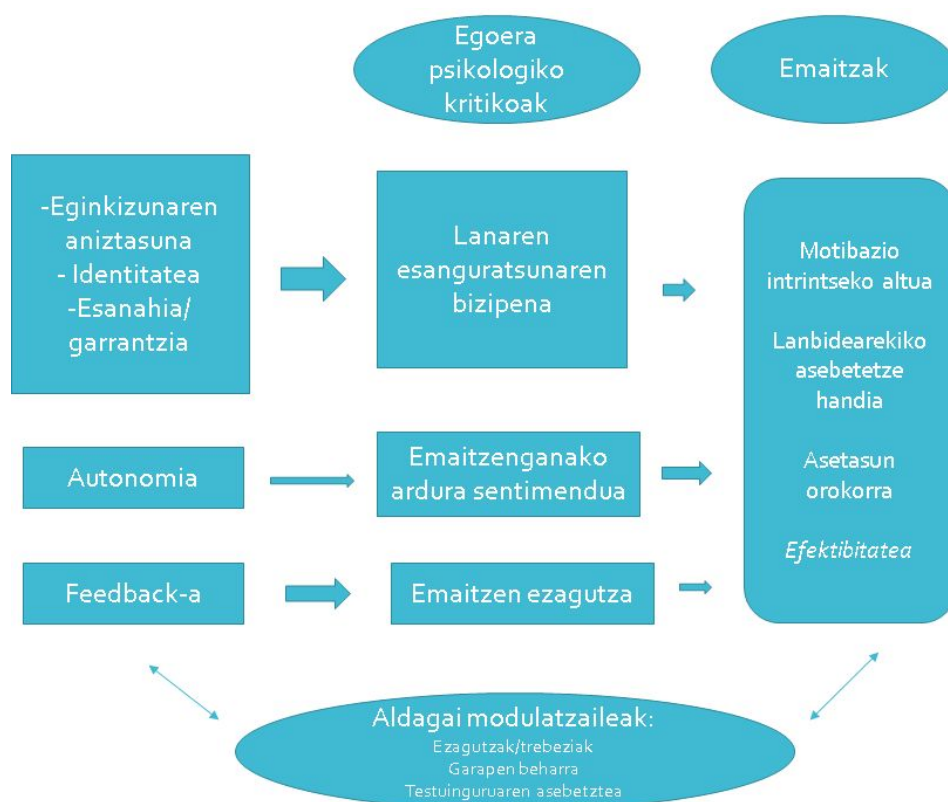 Egoera
psikologiko
kritikoak
Emaitzak
-Eginkizunaren
aniztasuna
- Identitatea
-Esanahia/
garrantzia
Lanaren
esanguratsunaren
bizipena
Motibazio
intrintseko altua
Lanbidearekiko
asebetetze
handia
Asetasun
orokorra
Efektibitatea
Autonomia
Emaitzenganako
ardura sentimendua
Feedback-a
Emaitzen ezagutza
Aldagai modulatzaileak:
Ezagutzak/trebeziak
Garapen beharra
Testuinguruaren asebetztea